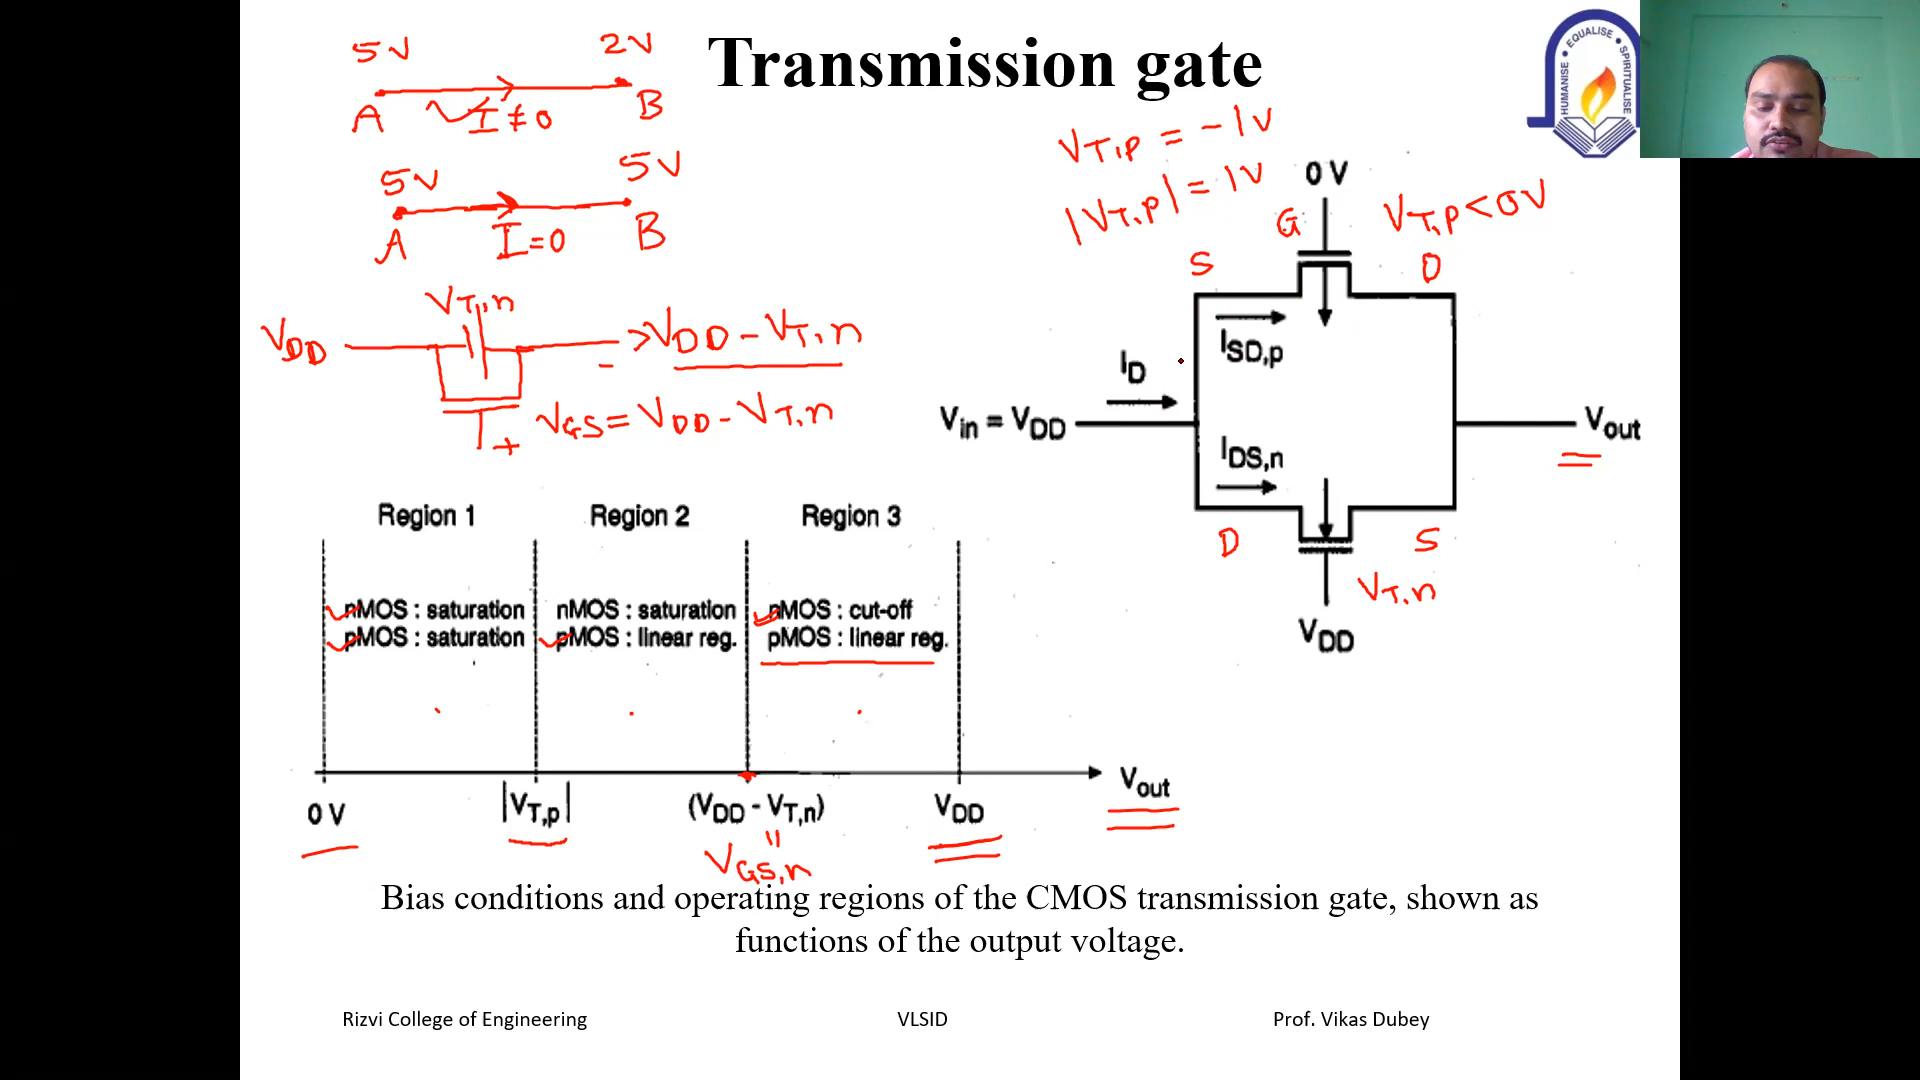 Transmission gate
5V 2V
A I ≠ 0 B
5V 5V
A I = 0 B
VT,n
VDD VDD - VT,n
VGS = VDD - VT,n
VT,P = -1V
|VT,P| = 1V
HUMANISE • EQUALISE • SPIRITUALISE
0 V
G VT,P < 0V
S D
ISD,p
ID
Vin = VDD Vout
IDS,n
D S
VT,n
VDD
Region 1 Region 2 Region 3
nMOS : saturation nMOS : saturation nMOS : cut-off
pMOS : saturation pMOS : linear reg. pMOS : linear reg.
Vout
0 V |VT,p| (VDD - VT,n) VDD
"
VGS,n
Bias conditions and operating regions of the CMOS transmission gate, shown as
functions of the output voltage.
Rizvi College of Engineering VLSID Prof. Vikas Dubey